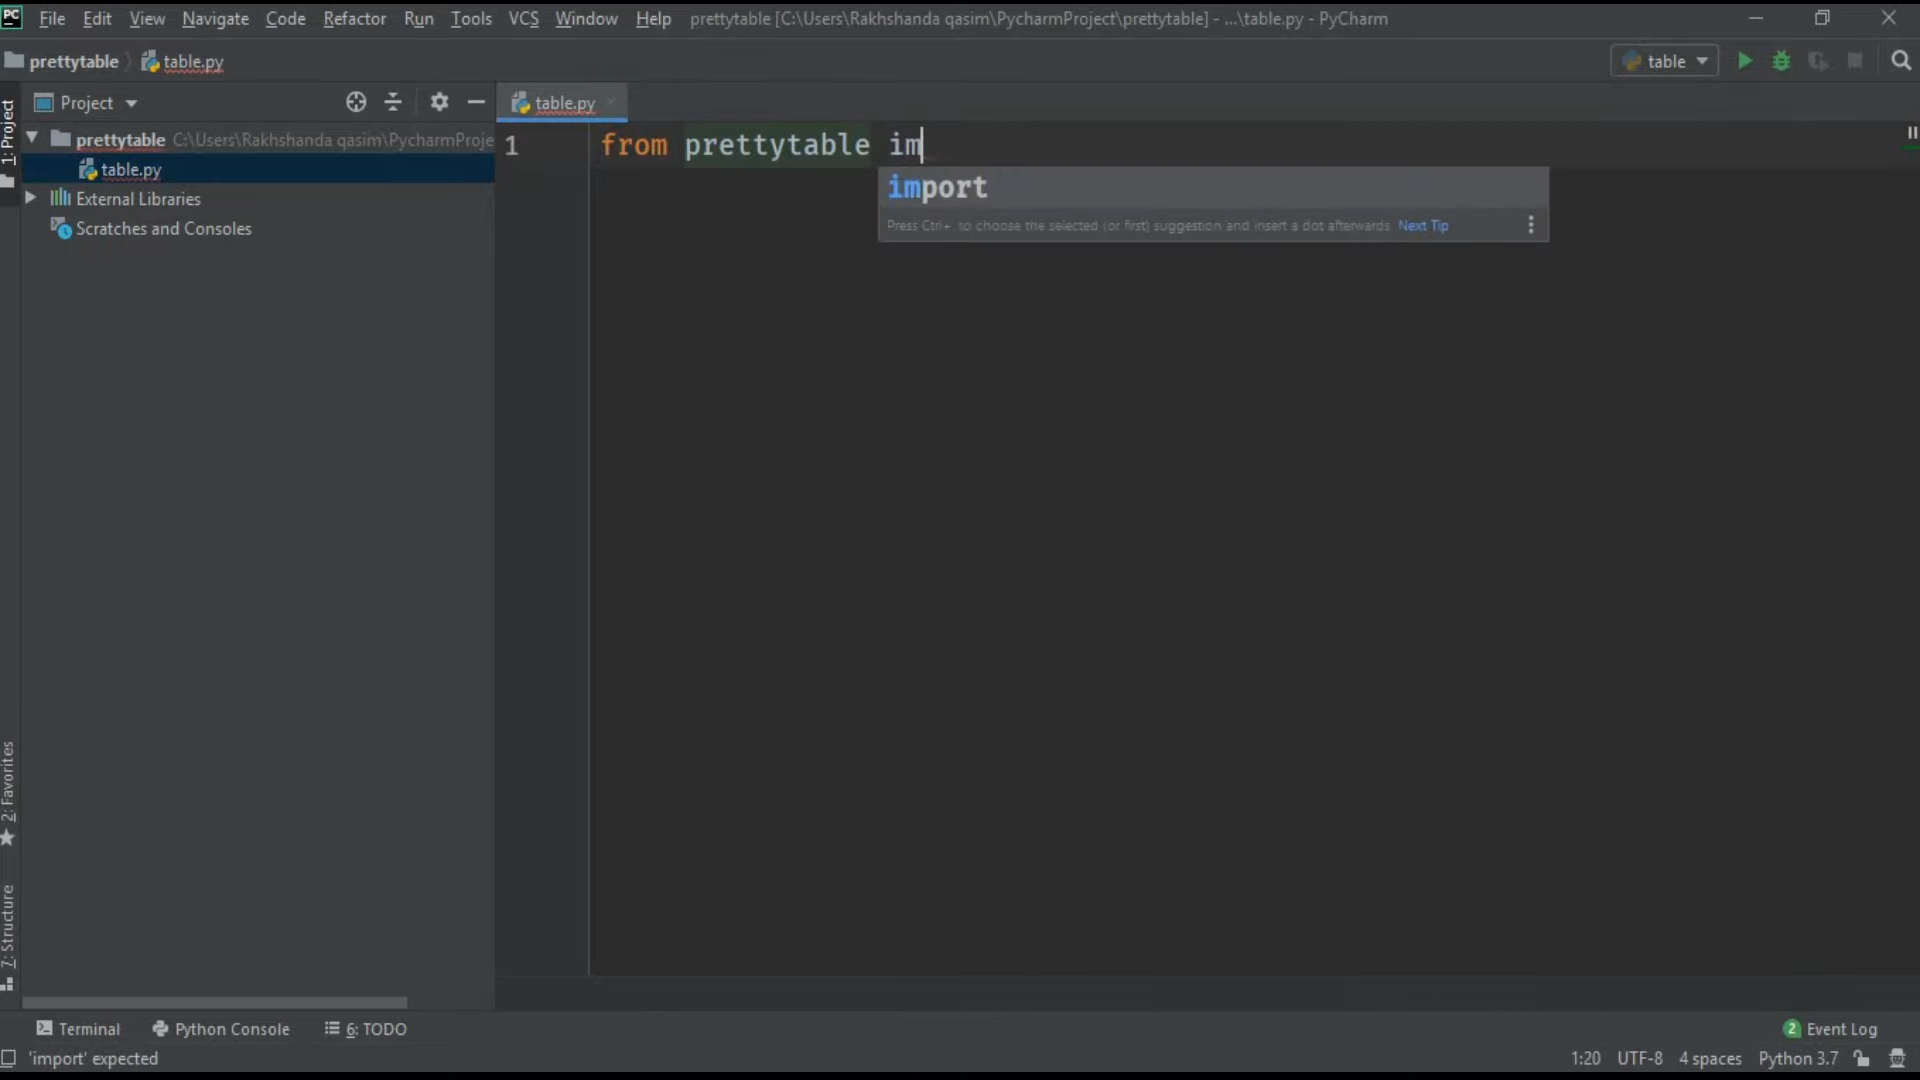 PC File Edit View Navigate Code Refactor Run Tools VCS Window Help prettytable [C:\Users\Rakhshanda qasim\PycharmProject\prettytable] - ...\table.py - PyCharm
prettytable table.py table
1: Project
Project
table.py
prettytable C:\Users\Rakhshanda qasim\PycharmProje
table.py
External Libraries
Scratches and Consoles
1 from prettytable im
import
Press Ctrl+. to choose the selected (or first) suggestion and insert a dot afterwards Next Tip
2: Favorites
7: Structure
Terminal Python Console 6: TODO 2 Event Log
'import' expected 1:20 UTF-8 4 spaces Python 3.7